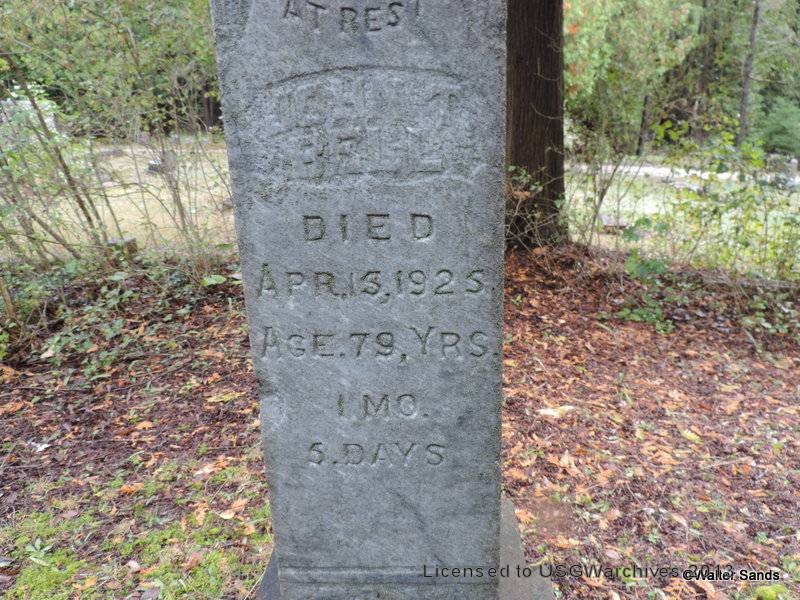 AT REST
BELL
DIED
APR. 13, 1925.
AGE. 79, YRS.
1 MO.
5. DAYS
Licensed to USGWarchives 2013
©Walter Sands